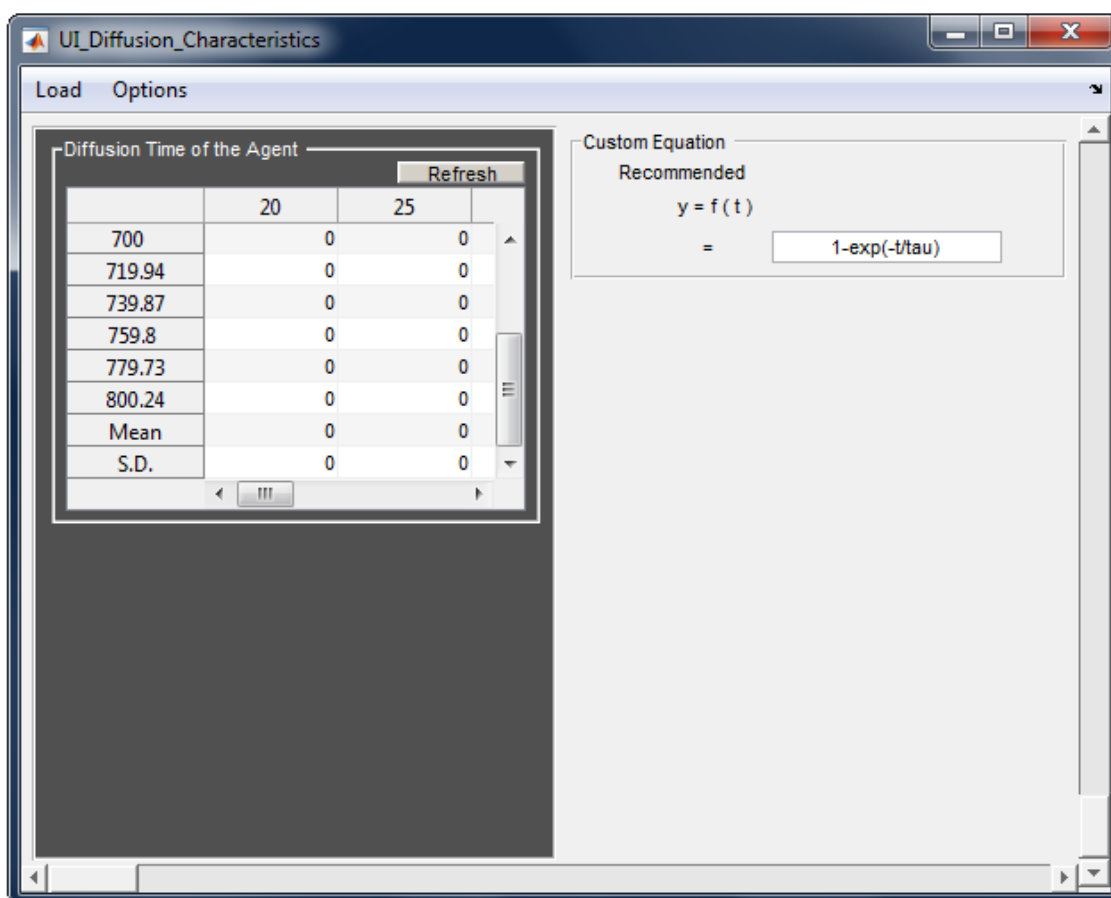 UI_Diffusion_Characteristics
Load Options
Diffusion Time of the Agent
Refresh
20 25
700 0 0
719.94 0 0
739.87 0 0
759.8 0 0
779.73 0 0
800.24 0 0
Mean 0 0
S.D. 0 0
Custom Equation
Recommended
y = f ( t )
= 1-exp(-t/tau)